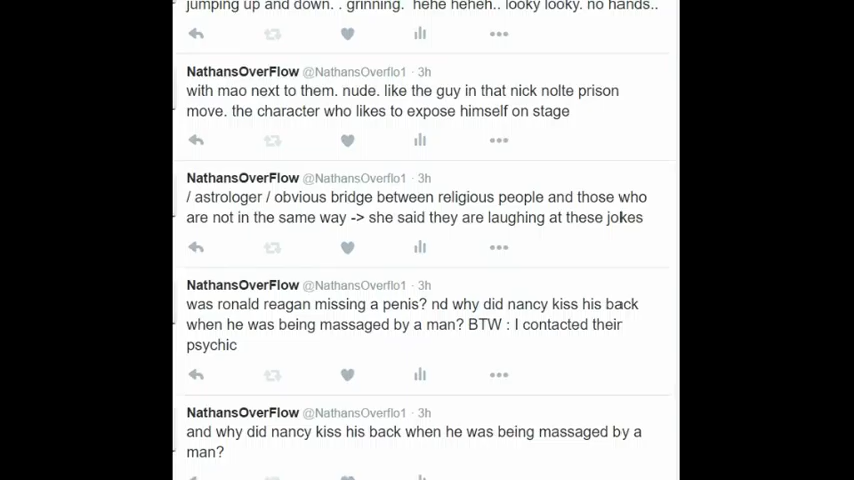 jumping up and down. . grinning. hehe heheh.. looky looky. no hands..
NathansOverFlow @NathansOverflo1 · 3h
with mao next to them. nude. like the guy in that nick nolte prison
move. the character who likes to expose himself on stage
NathansOverFlow @NathansOverflo1 · 3h
/ astrologer / obvious bridge between religious people and those who
are not in the same way -> she said they are laughing at these jokes
NathansOverFlow @NathansOverflo1 · 3h
was ronald reagan missing a penis? nd why did nancy kiss his back
when he was being massaged by a man? BTW : I contacted their
psychic
NathansOverFlow @NathansOverflo1 · 3h
and why did nancy kiss his back when he was being massaged by a
man?